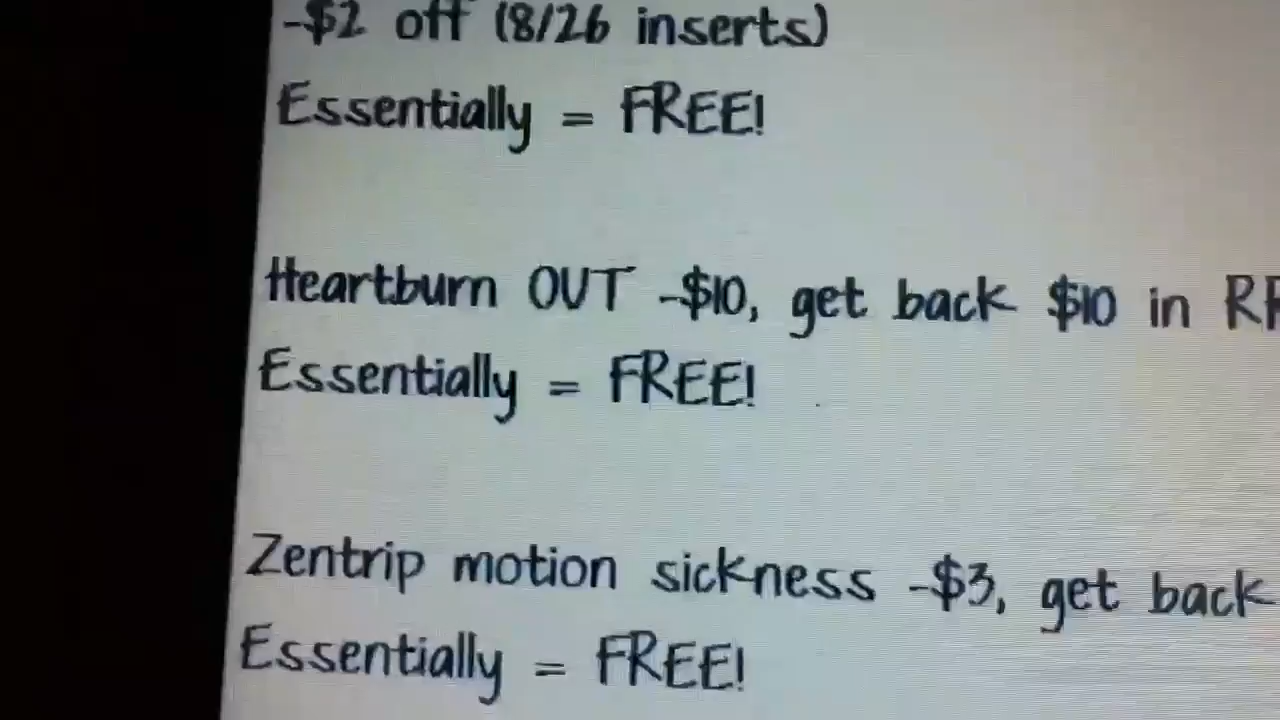 -$2 off (8/26 inserts)
Essentially = FREE!
Heartburn OUT -$10, get back $10 in
Essentially = FREE!
Zentrip motion sickness -$3, get back
Essentially = FREE!